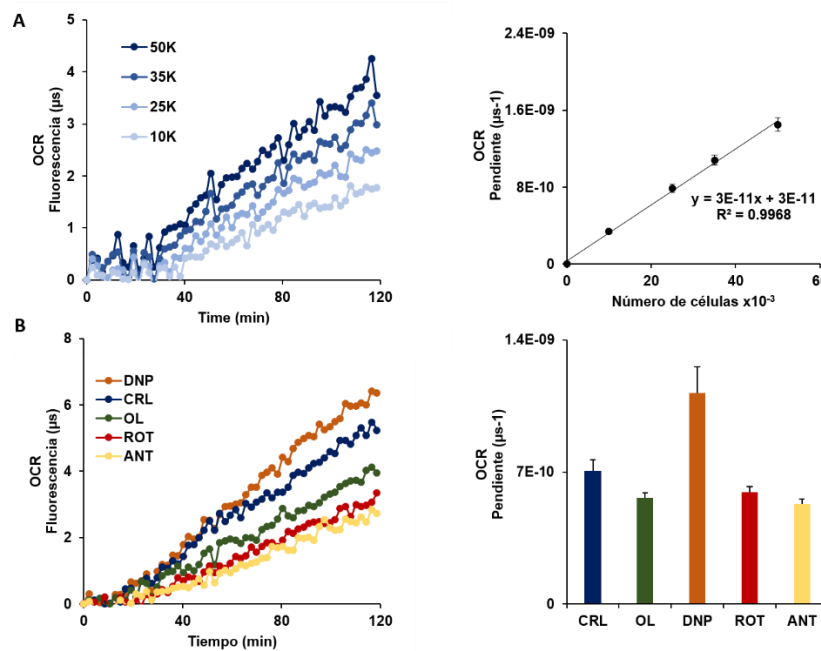 A
OCR
Fluorescencia (µs)
5
4
3
2
1
0
50K
35K
25K
10K
0
40
80
120
Time (min)
OCR
Pendiente (µs-1)
2.4E-09
1.6E-09
8E-10
0
y = 3E-11x + 3E-11
R² = 0.9968
0
20
40
60
Número de células x10⁻³
B
OCR
Fluorescencia (µs)
8
6
4
2
0
DNP
CRL
OL
ROT
ANT
0
40
80
120
Tiempo (min)
OCR
Pendiente (µs-1)
1.4E-09
7E-10
0
CRL
OL
DNP
ROT
ANT